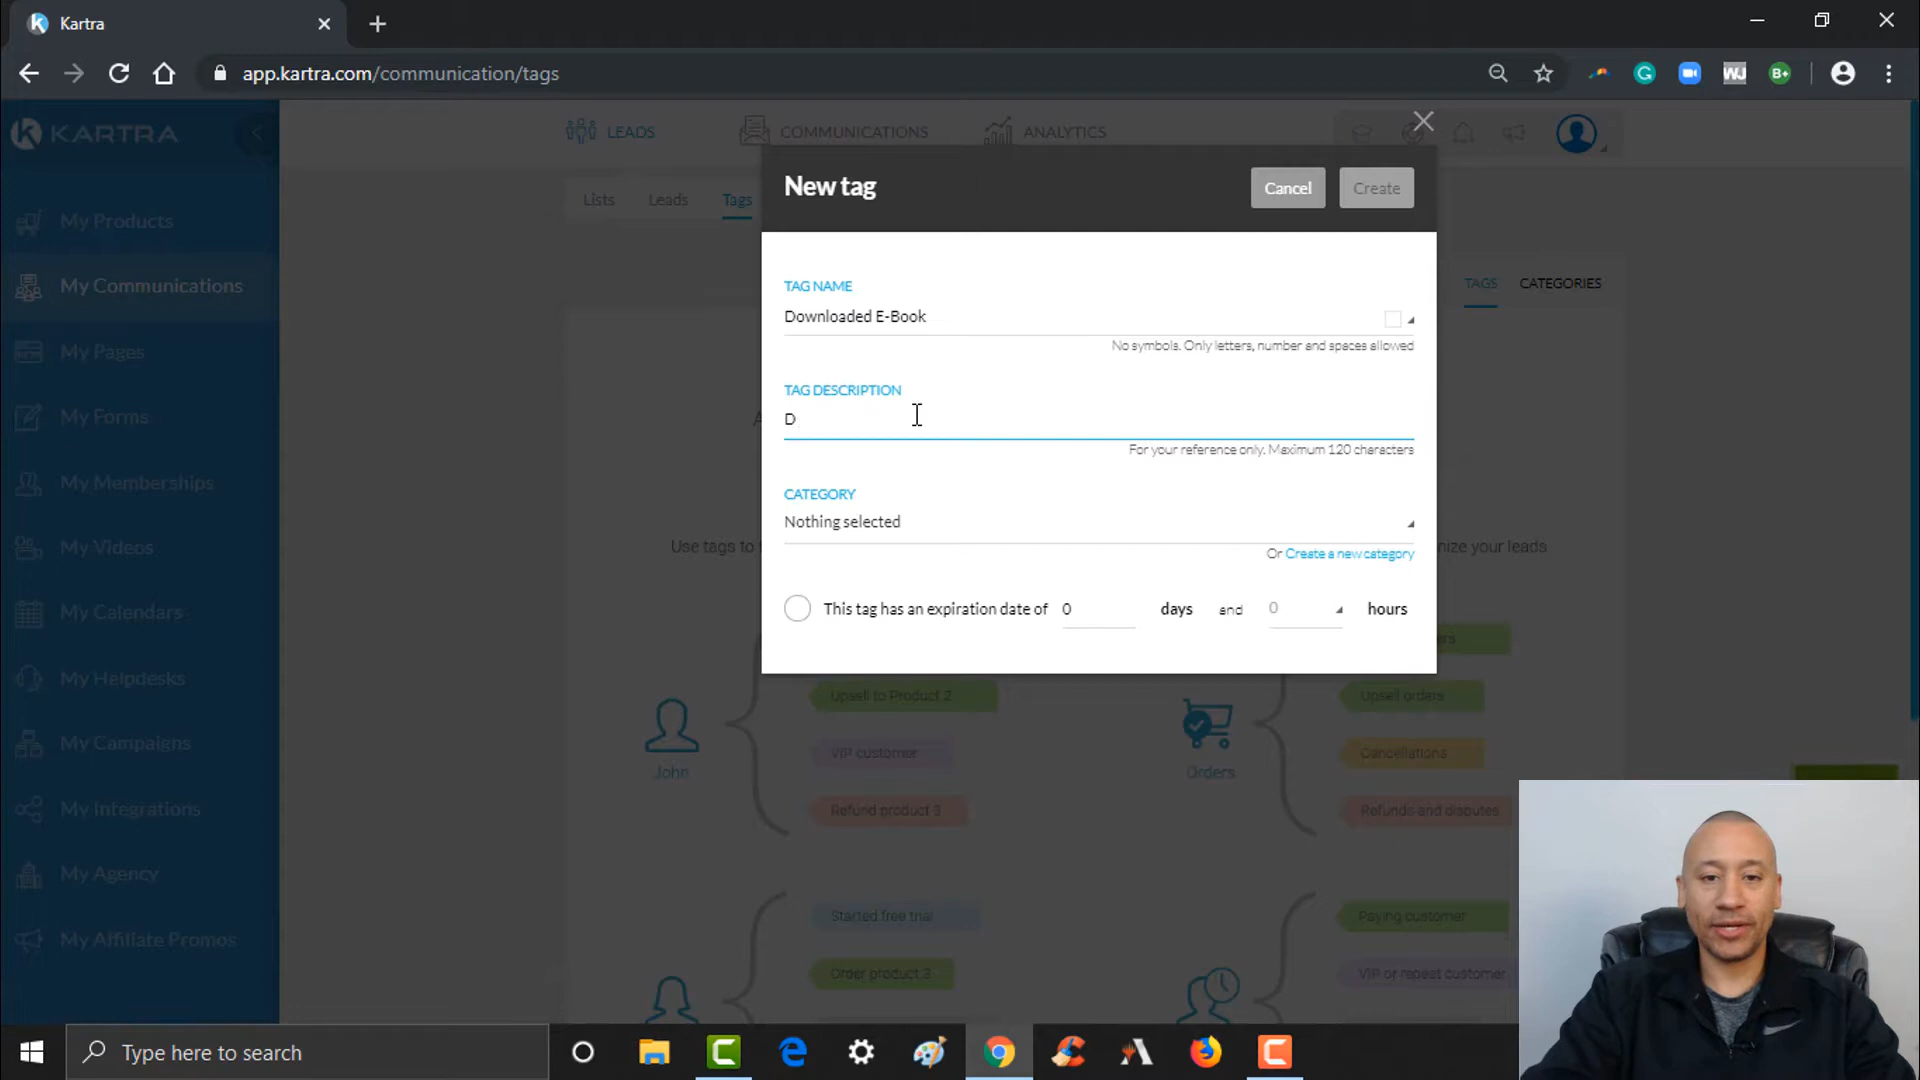 Kartra
app.kartra.com/communication/tags
WJ
B+
KARTRA
LEADS
COMMUNICATIONS
ANALYTICS
My Products
My Communications
My Pages
My Forms
My Memberships
My Videos
My Calendars
My Helpdesks
My Campaigns
My Integrations
My Agency
My Affiliate Promos
Lists
Leads
Tags
New tag
Cancel
Create
TAGS
CATEGORIES
TAG NAME
Downloaded E-Book
No symbols. Only letters, number and spaces allowed
TAG DESCRIPTION
D
For your reference only. Maximum 120 characters
CATEGORY
Nothing selected
Or Create a new category
Use tags to
nize your leads
This tag has an expiration date of 0 days and 0 hours
Upsell to Product 2
VIP customer
Refund product 3
John
Upsell orders
Cancellations
Refunds and disputes
Orders
Started free trial
Order product 3
Paying customer
VIP or repeat customer
Type here to search